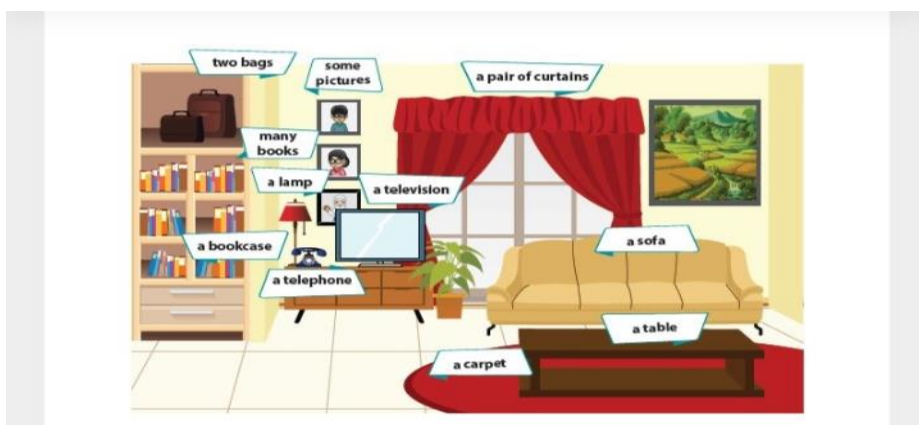 two bags
some
pictures
a pair of curtains
many
books
a lamp
a television
a bookcase
a sofa
a telephone
a table
a carpet